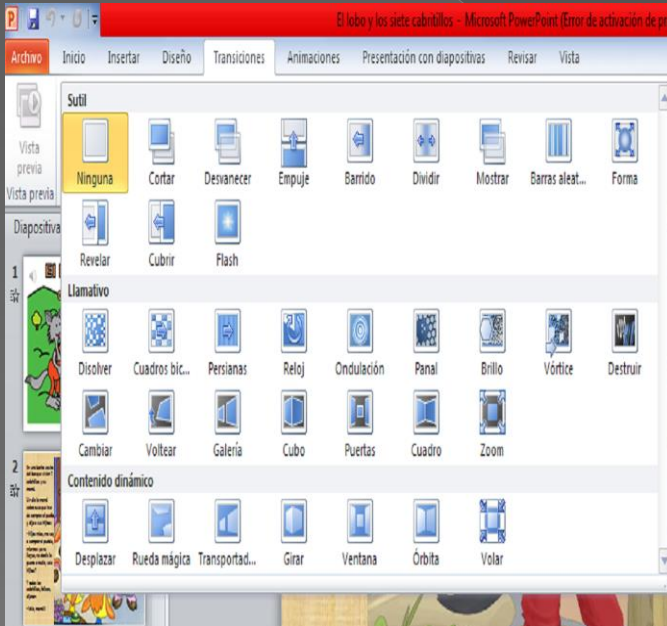 El lobo y los siete cabritillos - Microsoft PowerPoint (Error de activación de pr
Archivo Inicio Insertar Diseño Transiciones Animaciones Presentación con diapositivas Revisar Vista
Vista
previa
Vista previa
Diapositiva
Sutil
Ninguna Cortar Desvanecer Empuje Barrido Dividir Mostrar Barras aleat... Forma
Revelar Cubrir Flash
1
Llamativo
Disolver Cuadros bic... Persianas Reloj Ondulación Panal Brillo Vórtice Destruir
Cambiar Voltear Galería Cubo Puertas Cuadro Zoom
2
Contenido dinámico
Desplazar Rueda mágica Transportad... Girar Ventana Órbita Volar